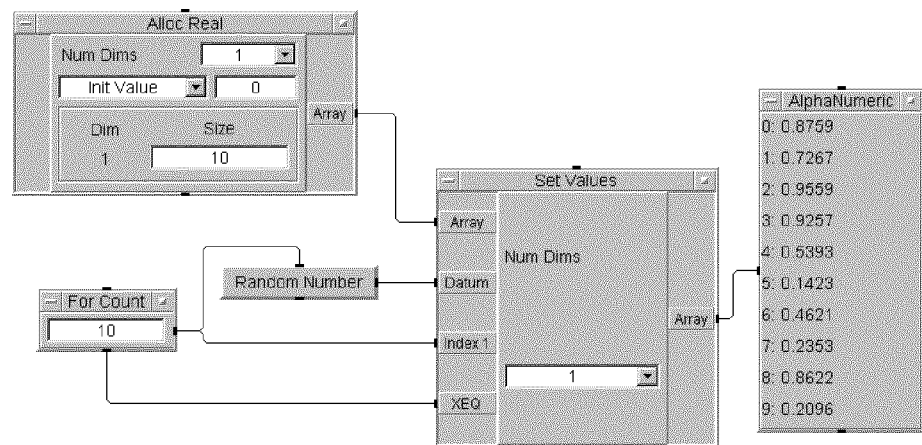 Alloc Real
Num Dims 1
Init Value 0
Dim Size
1 10
Array
Set Values
Array
Num Dims
Datum
Index 1
1
XEQ
Array
Random Number
For Count
10
AlphaNumeric
0: 0.8759
1: 0.7267
2: 0.9559
3: 0.9257
4: 0.5393
5: 0.1423
6: 0.4621
7: 0.2353
8: 0.8622
9: 0.2096